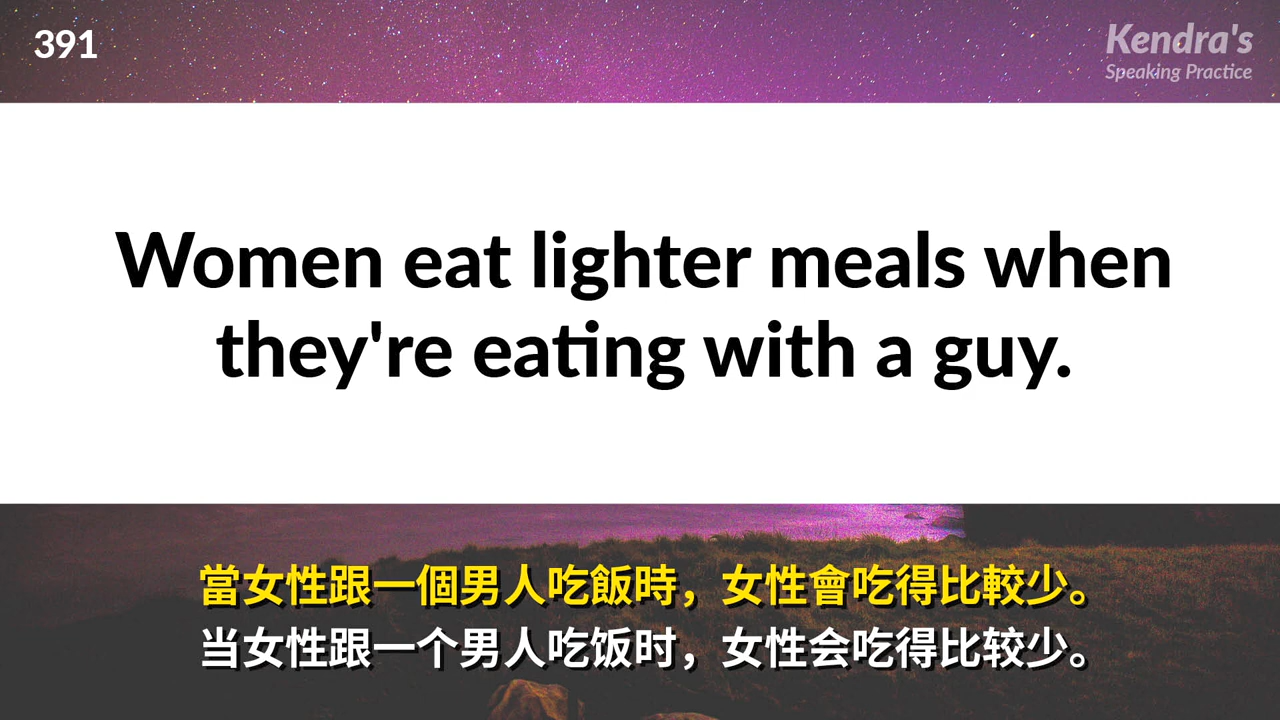 391
Kendra's
Speaking Practice
Women eat lighter meals when
they're eating with a guy.
當女性跟一個男人吃飯時，女性會吃得比較少。
当女性跟一个男人吃饭时，女性会吃得比较少。